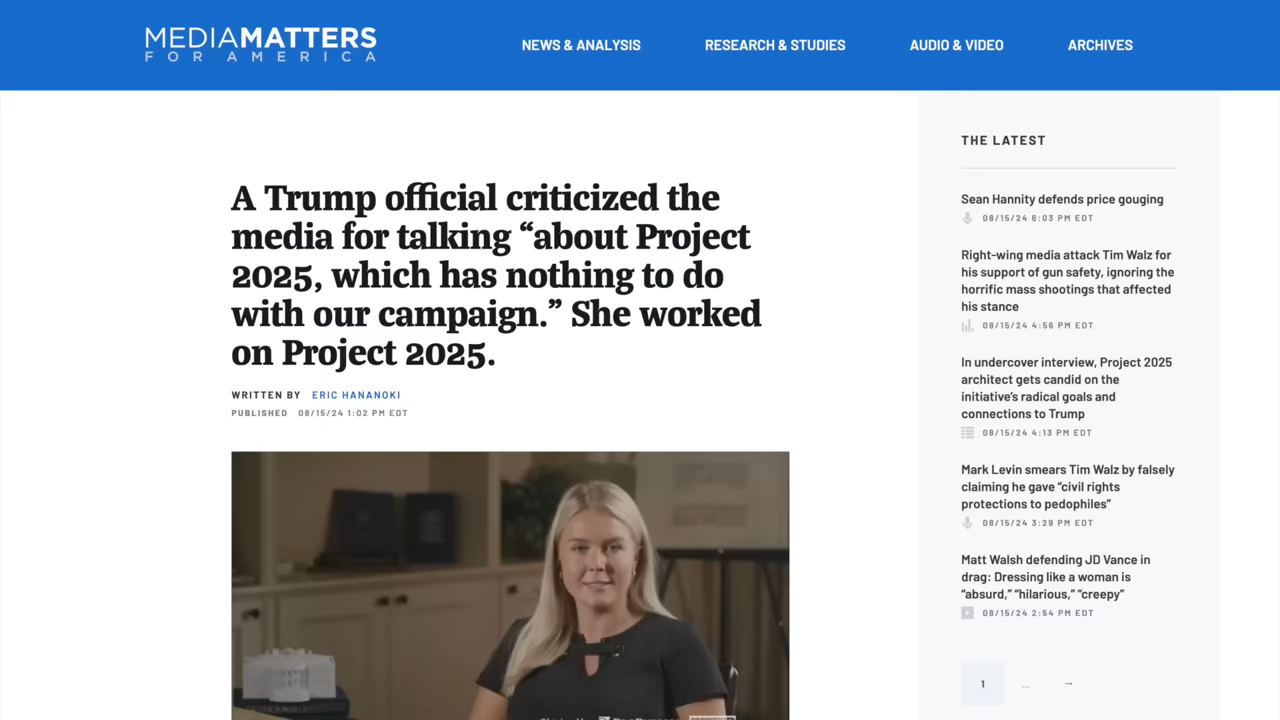 MEDIAMATTERS
FOR AMERICA
NEWS & ANALYSIS
RESEARCH & STUDIES
AUDIO & VIDEO
ARCHIVES
A Trump official criticized the
media for talking “about Project
2025, which has nothing to do
with our campaign.” She worked
on Project 2025.
WRITTEN BY ERIC HANANOKI
PUBLISHED 08/15/24 1:02 PM EDT
THE LATEST
Sean Hannity defends price gouging
08/15/24 6:03 PM EDT
Right-wing media attack Tim Walz for
his support of gun safety, ignoring the
horrific mass shootings that affected
his stance
08/15/24 4:56 PM EDT
In undercover interview, Project 2025
architect gets candid on the
initiative’s radical goals and
connections to Trump
08/15/24 4:13 PM EDT
Mark Levin smears Tim Walz by falsely
claiming he gave “civil rights
protections to pedophiles”
08/15/24 3:29 PM EDT
Matt Walsh defending JD Vance in
drag: Dressing like a woman is
“absurd,” “hilarious,” “creepy”
08/15/24 2:54 PM EDT
1 ... →